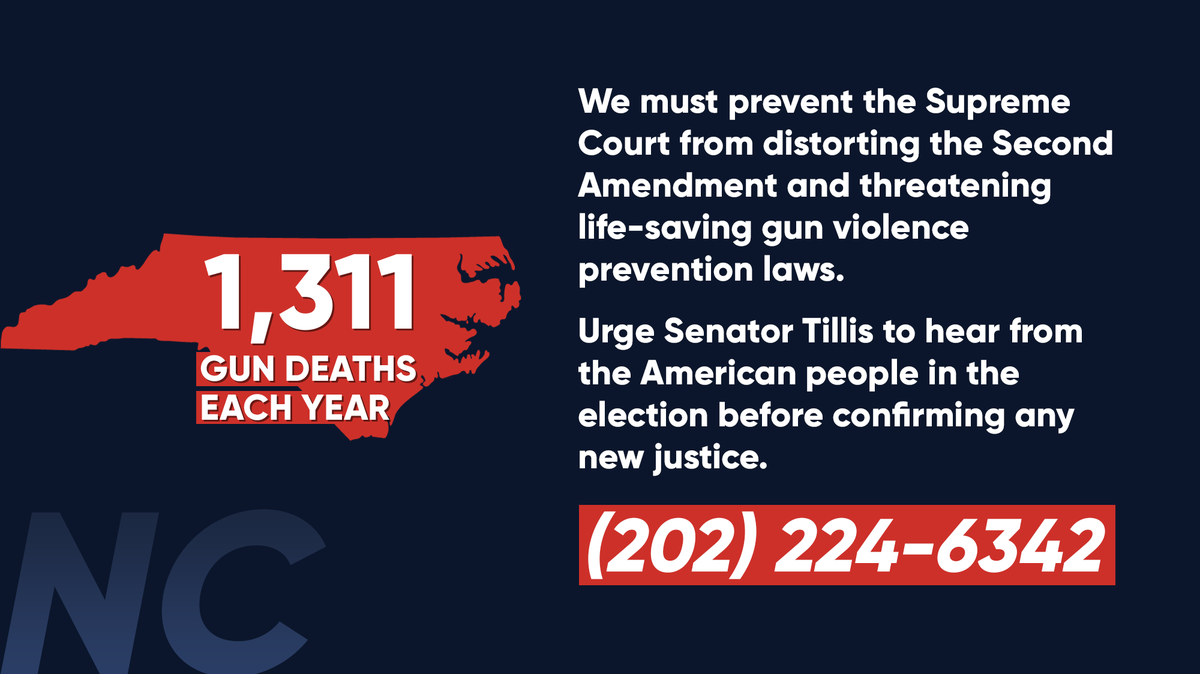 1,311
GUN DEATHS
EACH YEAR
NC
We must prevent the Supreme
Court from distorting the Second
Amendment and threatening
life-saving gun violence
prevention laws.
Urge Senator Tillis to hear from
the American people in the
election before confirming any
new justice.
(202) 224-6342